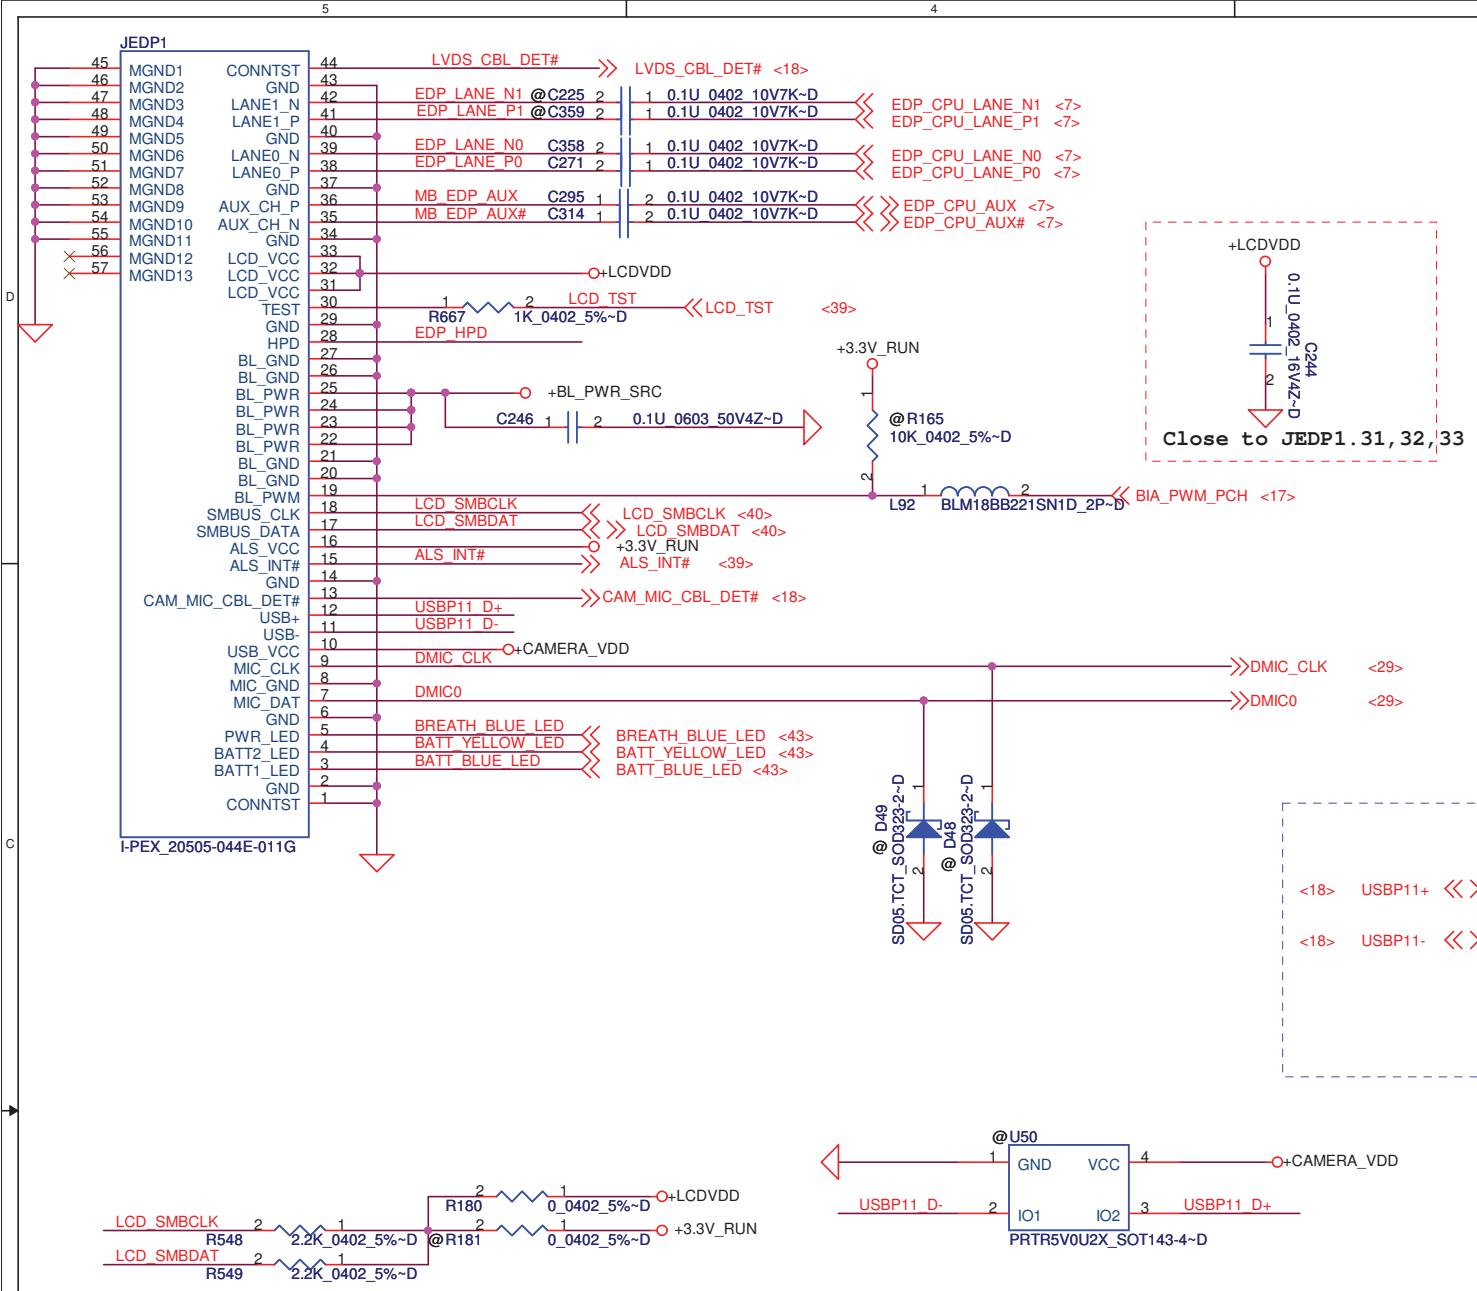 5 4
JEDP1
45 MGND1 CONNTST 44 LVDS_CBL_DET# LVDS_CBL_DET# <18>
46 MGND2 GND 43
47 MGND3 LANE1_N 42 EDP_LANE_N1 @ C225 2 1 0.1U_0402_10V7K~D EDP_CPU_LANE_N1 <7>
48 MGND4 LANE1_P 41 EDP_LANE_P1 @ C359 2 1 0.1U_0402_10V7K~D EDP_CPU_LANE_P1 <7>
49 MGND5 GND 40
50 MGND6 LANE0_N 39 EDP_LANE_N0 C358 2 1 0.1U_0402_10V7K~D EDP_CPU_LANE_N0 <7>
51 MGND7 LANE0_P 38 EDP_LANE_P0 C271 2 1 0.1U_0402_10V7K~D EDP_CPU_LANE_P0 <7>
52 MGND8 GND 37
53 MGND9 AUX_CH_P 36 MB_EDP_AUX C295 1 2 0.1U_0402_10V7K~D EDP_CPU_AUX <7>
54 MGND10 AUX_CH_N 35 MB_EDP_AUX# C314 1 2 0.1U_0402_10V7K~D EDP_CPU_AUX# <7>
55 MGND11 GND 34
56 MGND12 LCD_VCC 33
57 MGND13 LCD_VCC 32 +LCDVDD
LCD_VCC 31
TEST 30 1 R667 2 1K_0402_5%~D LCD_TST LCD_TST <39>
GND 29
HPD 28 EDP_HPD
BL_GND 27
BL_GND 26
BL_PWR 25 +BL_PWR_SRC
BL_PWR 24
BL_PWR 23 C246 1 2 0.1U_0603_50V4Z~D
BL_PWR 22
BL_GND 21
BL_GND 20
BL_PWM 19 1 L92 2 BLM18BB221SN1D_2P~D BIA_PWM_PCH <17>
SMBUS_CLK 18 LCD_SMBCLK LCD_SMBCLK <40>
SMBUS_DATA 17 LCD_SMBDAT LCD_SMBDAT <40>
ALS_VCC 16 +3.3V_RUN
ALS_INT# 15 ALS_INT# ALS_INT# <39>
GND 14
CAM_MIC_CBL_DET# 13 CAM_MIC_CBL_DET# <18>
USB+ 12 USBP11_D+
USB- 11 USBP11_D-
USB_VCC 10 +CAMERA_VDD
MIC_CLK 9 DMIC_CLK DMIC_CLK <29>
MIC_GND 8
MIC_DAT 7 DMIC0 DMIC0 <29>
GND 6
PWR_LED 5 BREATH_BLUE_LED BREATH_BLUE_LED <43>
BATT2_LED 4 BATT_YELLOW_LED BATT_YELLOW_LED <43>
BATT1_LED 3 BATT_BLUE_LED BATT_BLUE_LED <43>
GND 2
CONNTST 1
I-PEX_20505-044E-011G
+3.3V_RUN
1
@ R165
10K_0402_5%~D
2
+LCDVDD
1
0.1U_0402_16V4Z~D
C244
2
Close to JEDP1.31,32,33
D
C
1 1
@ D49
SD05.TCT_SOD323-2~D
@ D48
SD05.TCT_SOD323-2~D
2 2
<18> USBP11+
<18> USBP11-
@ U50
1 GND VCC 4 +CAMERA_VDD
USBP11_D- 2 IO1 IO2 3 USBP11_D+
PRTR5V0U2X_SOT143-4~D
2 R180 1 0_0402_5%~D +LCDVDD
LCD_SMBCLK 2 R548 1 2.2K_0402_5%~D 2 @ R181 1 0_0402_5%~D +3.3V_RUN
LCD_SMBDAT 2 R549 1 2.2K_0402_5%~D